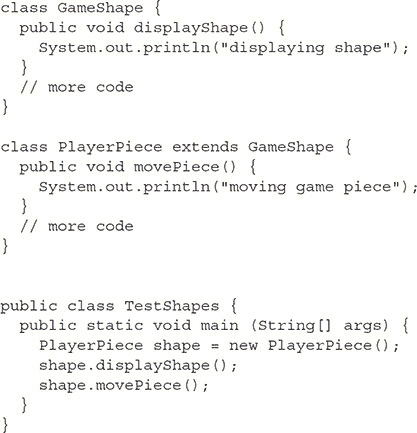 class GameShape {
  public void displayShape() {
    System.out.println("displaying shape");
  }
  // more code
}

class PlayerPiece extends GameShape {
  public void movePiece() {
    System.out.println("moving game piece");
  }
  // more code
}

public class TestShapes {
  public static void main (String[] args) {
    PlayerPiece shape = new PlayerPiece();
    shape.displayShape();
    shape.movePiece();
  }
}